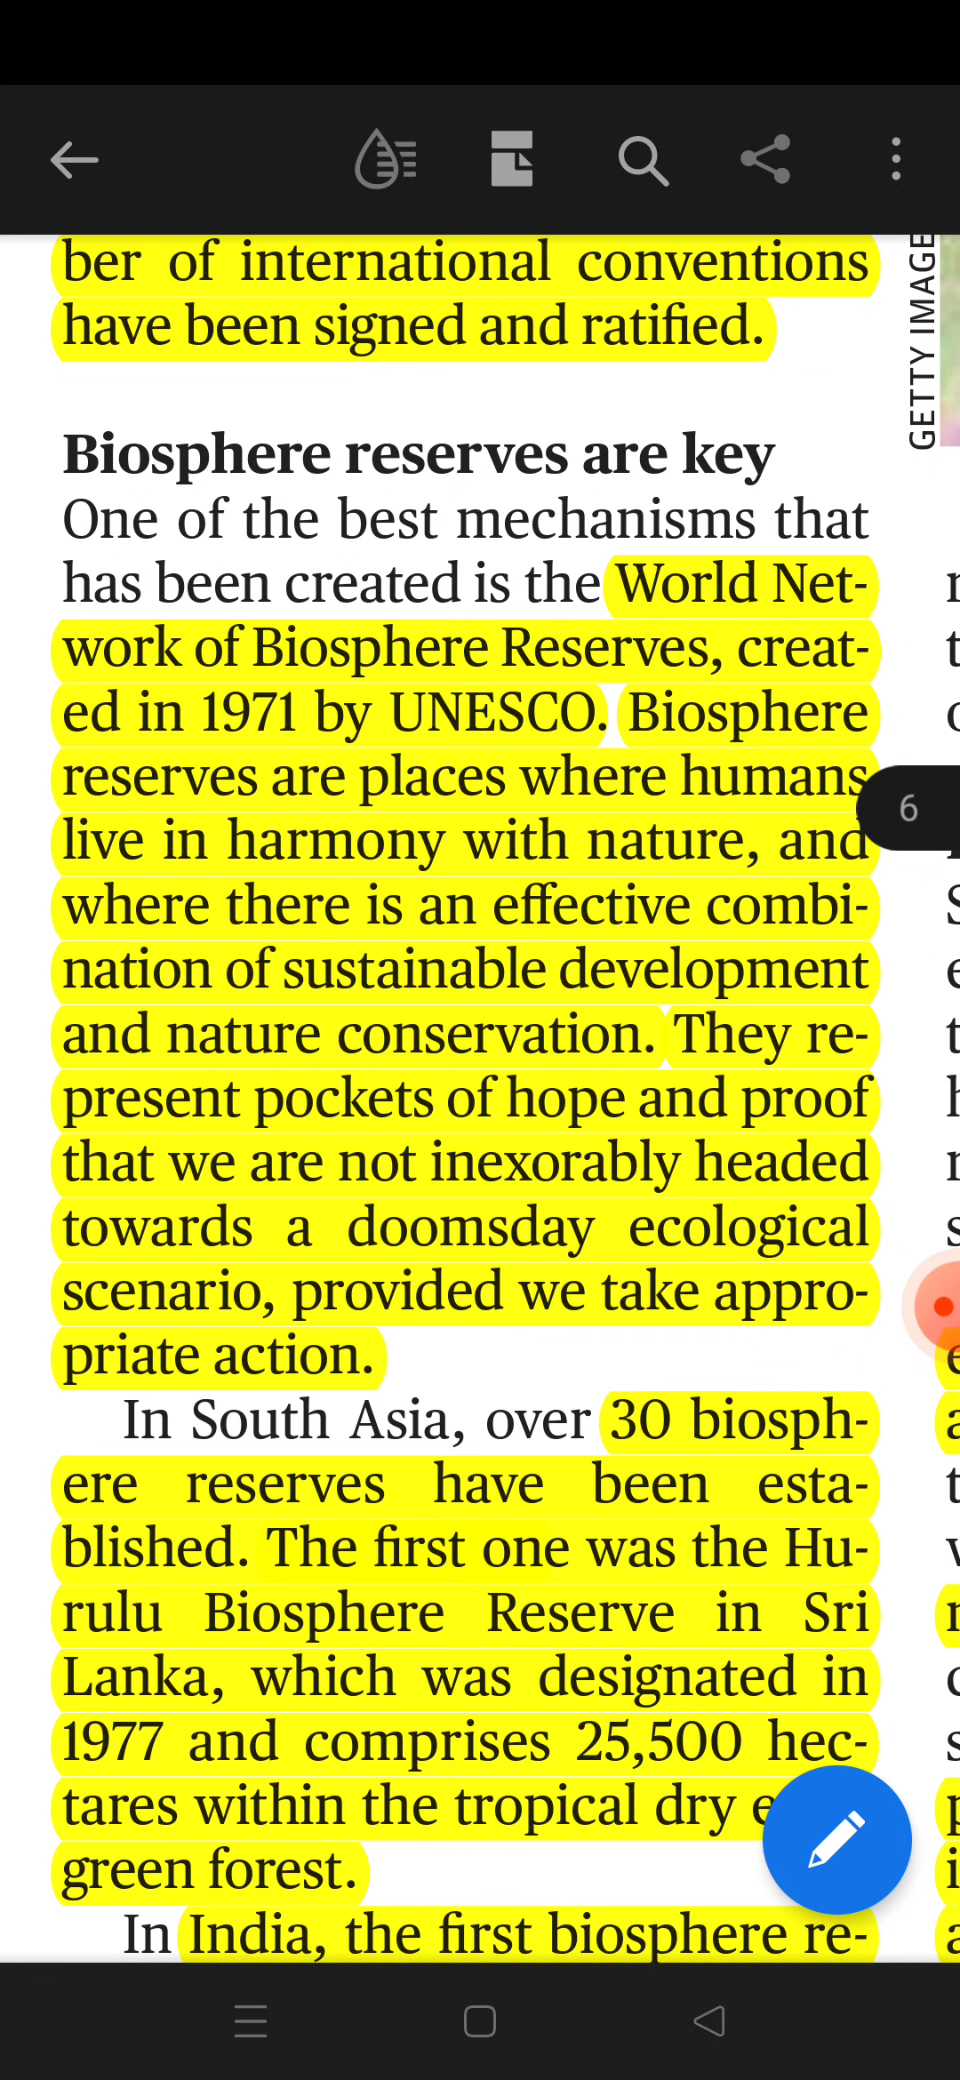 ber of international conventions
have been signed and ratified.
GETTY IMAGE
Biosphere reserves are key
One of the best mechanisms that
has been created is the World Net-
work of Biosphere Reserves, creat-
ed in 1971 by UNESCO. Biosphere
reserves are places where humans
live in harmony with nature, and
where there is an effective combi-
nation of sustainable development
and nature conservation. They re-
present pockets of hope and proof
that we are not inexorably headed
towards a doomsday ecological
scenario, provided we take appro-
priate action.
In South Asia, over 30 biosph-
ere reserves have been esta-
blished. The first one was the Hu-
rulu Biosphere Reserve in Sri
Lanka, which was designated in
1977 and comprises 25,500 hec-
tares within the tropical dry e
green forest.
In India, the first biosphere re-
6